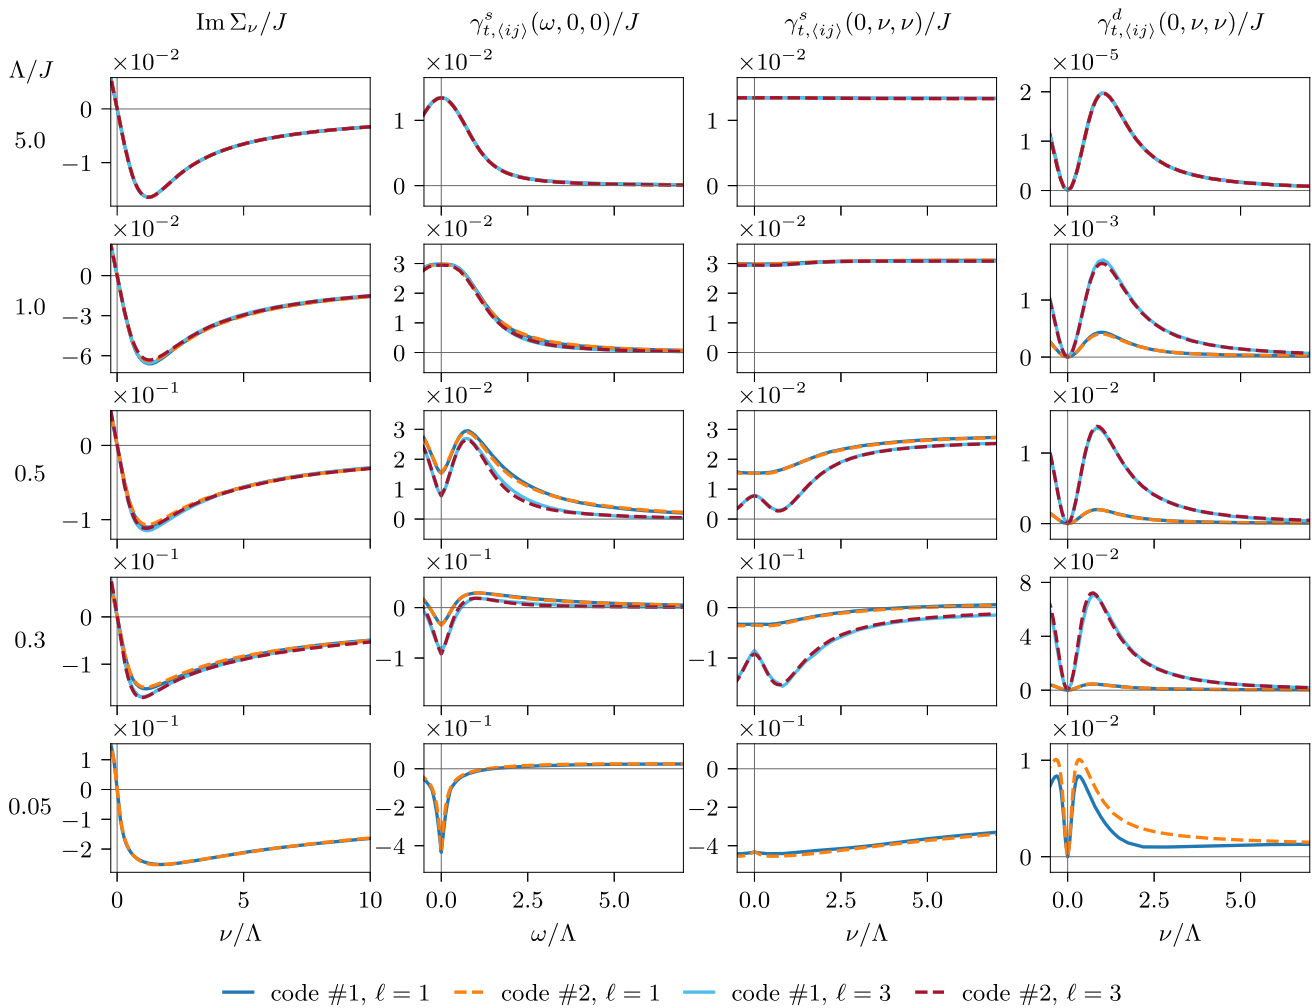 Im Σ_ν/J γ^s_{t,⟨ij⟩}(ω, 0, 0)/J γ^s_{t,⟨ij⟩}(0, ν, ν)/J γ^d_{t,⟨ij⟩}(0, ν, ν)/J
Λ/J
×10⁻² ×10⁻² ×10⁻² ×10⁻⁵
5.0
0 −1
1 0
1 0
2 1 0
×10⁻² ×10⁻² ×10⁻² ×10⁻³
1.0
0 −3 −6
3 2 1 0
3 2 1 0
1 0
×10⁻¹ ×10⁻² ×10⁻² ×10⁻²
0.5
0 −1
3 2 1 0
3 2 1 0
1 0
×10⁻¹ ×10⁻¹ ×10⁻¹ ×10⁻²
0.3
0 −1
0 −1
0 −1
8 4 0
×10⁻¹ ×10⁻¹ ×10⁻¹ ×10⁻²
0.05
1 0 −1 −2
0 −2 −4
0 −2 −4
1 0
0 5 10 0.0 2.5 5.0 0.0 2.5 5.0 0.0 2.5 5.0
ν/Λ ω/Λ ν/Λ ν/Λ
code #1, ℓ = 1 code #2, ℓ = 1 code #1, ℓ = 3 code #2, ℓ = 3